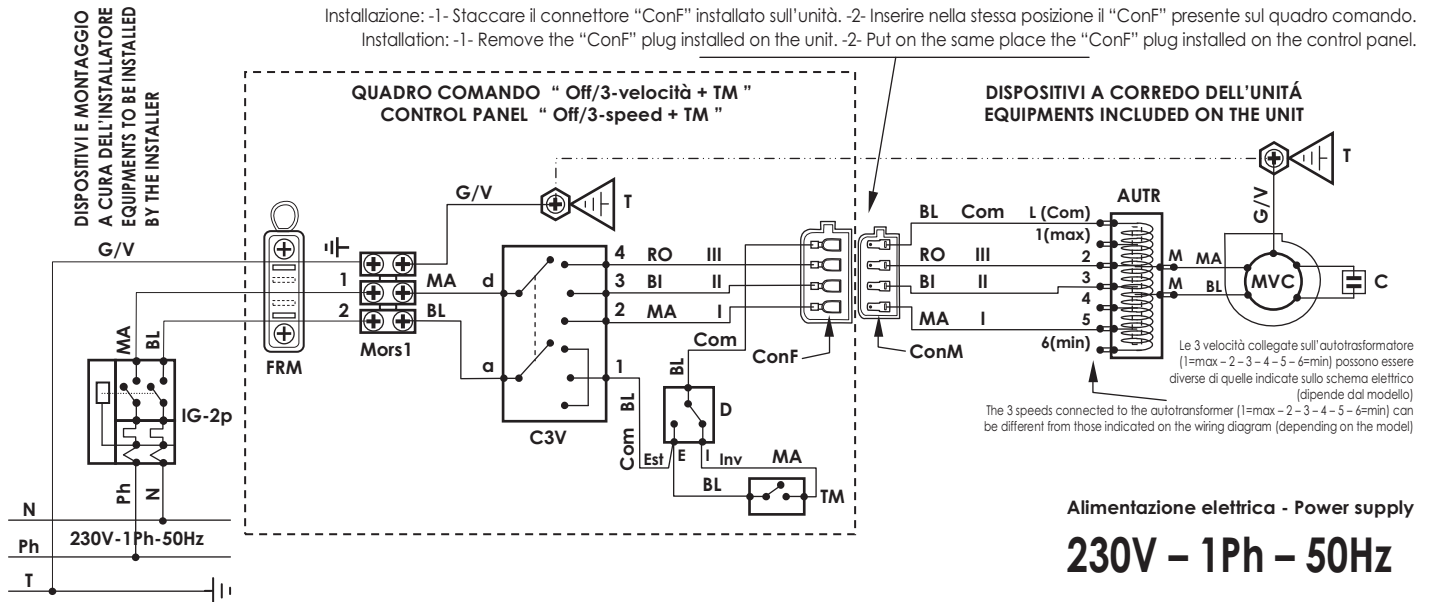 Installazione: -1- Staccare il connettore “ConF” installato sull’unità. -2- Inserire nella stessa posizione il “ConF” presente sul quadro comando.
Installation: -1- Remove the “ConF” plug installed on the unit. -2- Put on the same place the “ConF” plug installed on the control panel.
DISPOSITIVI E MONTAGGIO
A CURA DELL’INSTALLATORE
EQUIPMENTS TO BE INSTALLED
BY THE INSTALLER
QUADRO COMANDO “ Off/3-velocità + TM ”
CONTROL PANEL “ Off/3-speed + TM ”
DISPOSITIVI A CORREDO DELL’UNITÁ
EQUIPMENTS INCLUDED ON THE UNIT
G/V
G/V
T
T
G/V
AUTR
FRM
1
2
Mors1
MA
BL
d
a
C3V
4 RO III
3 BI II
2 MA I
1
Com
BL
ConF
ConM
BL Com L (Com)
1(max)
RO III 2
BI II 3
4
MA I 5
6(min)
M MA
M BL
MVC
C
MA
BL
IG-2p
Ph
N
Com BL
D
Est E I Inv MA
BL
TM
Le 3 velocità collegate sull’autotrasformatore
(1=max – 2 – 3 – 4 – 5 – 6=min) possono essere
diverse di quelle indicate sullo schema elettrico
(dipende dal modello)
The 3 speeds connected to the autotransformer (1=max – 2 – 3 – 4 – 5 – 6=min) can
be different from those indicated on the wiring diagram (depending on the model)
N
230V-1Ph-50Hz
Ph
T
Alimentazione elettrica - Power supply
230V – 1Ph – 50Hz